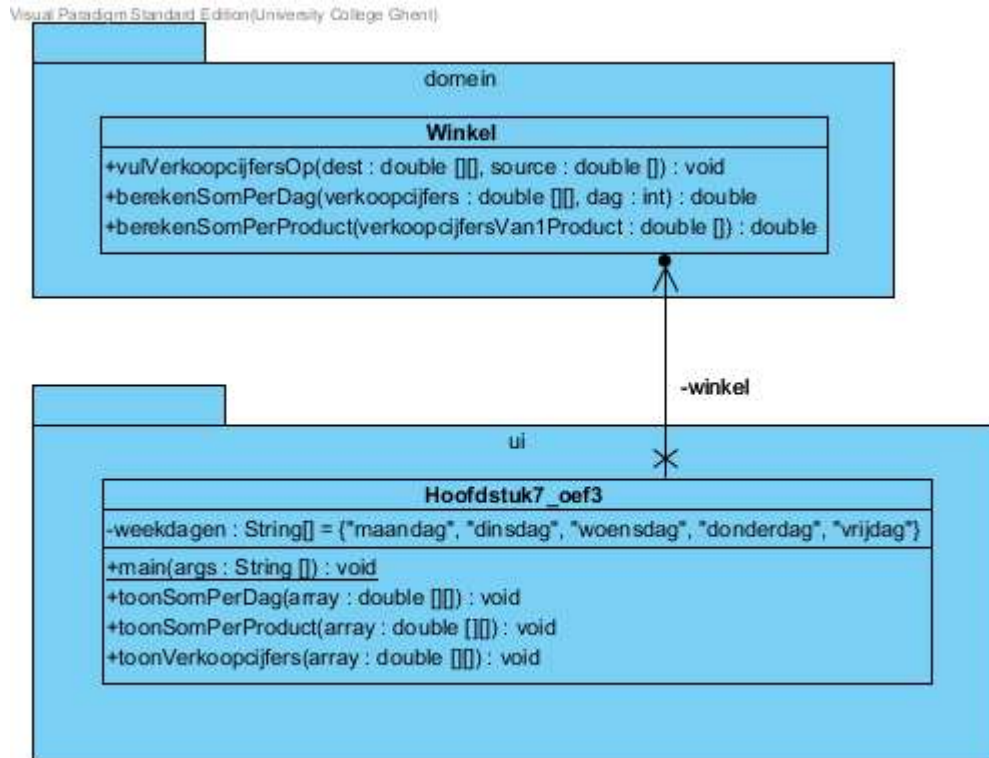 Visual Paradigm Standard Edition(University College Ghent)
domein
Winkel
+vulVerkoopcijfersOp(dest : double [][], source : double []) : void
+berekenSomPerDag(verkoopcijfers : double [][], dag : int) : double
+berekenSomPerProduct(verkoopcijfersVan1Product : double []) : double
-winkel
ui
Hoofdstuk7_oef3
-weekdagen : String[] = {"maandag", "dinsdag", "woensdag", "donderdag", "vrijdag"}
+main(args : String []) : void
+toonSomPerDag(array : double [][]) : void
+toonSomPerProduct(array : double [][]) : void
+toonVerkoopcijfers(array : double [][]) : void